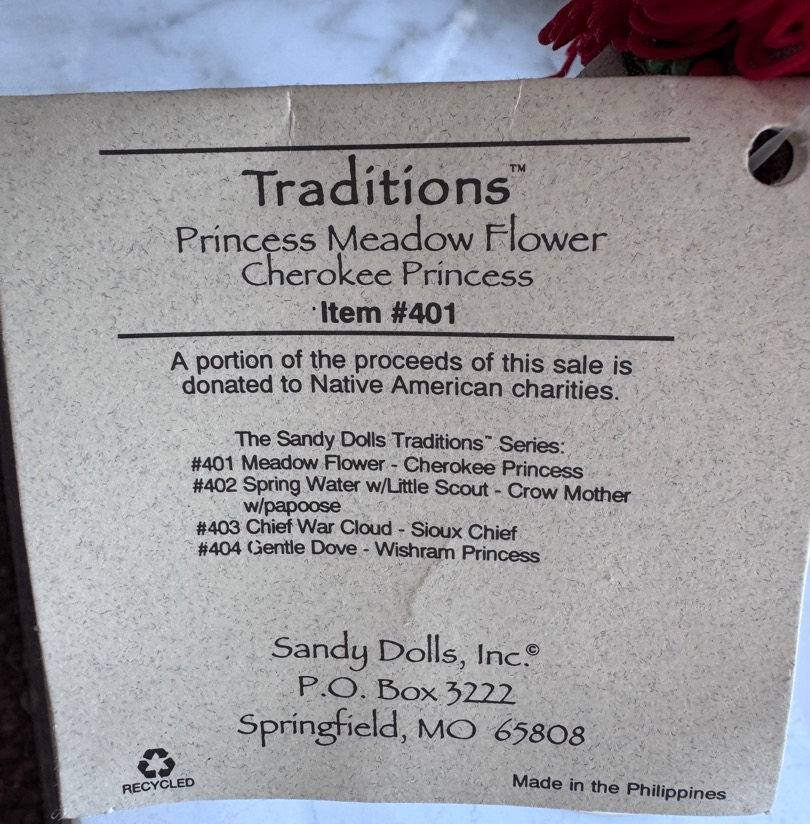 Traditions™
Princess Meadow Flower
Cherokee Princess
Item #401
A portion of the proceeds of this sale is
donated to Native American charities.
The Sandy Dolls Traditions™ Series:
#401 Meadow Flower - Cherokee Princess
#402 Spring Water w/Little Scout - Crow Mother
w/papoose
#403 Chief War Cloud - Sioux Chief
#404 Gentle Dove - Wishram Princess
Sandy Dolls, Inc.©
P.O. Box 3222
Springfield, MO 65808
RECYCLED
Made in the Philippines